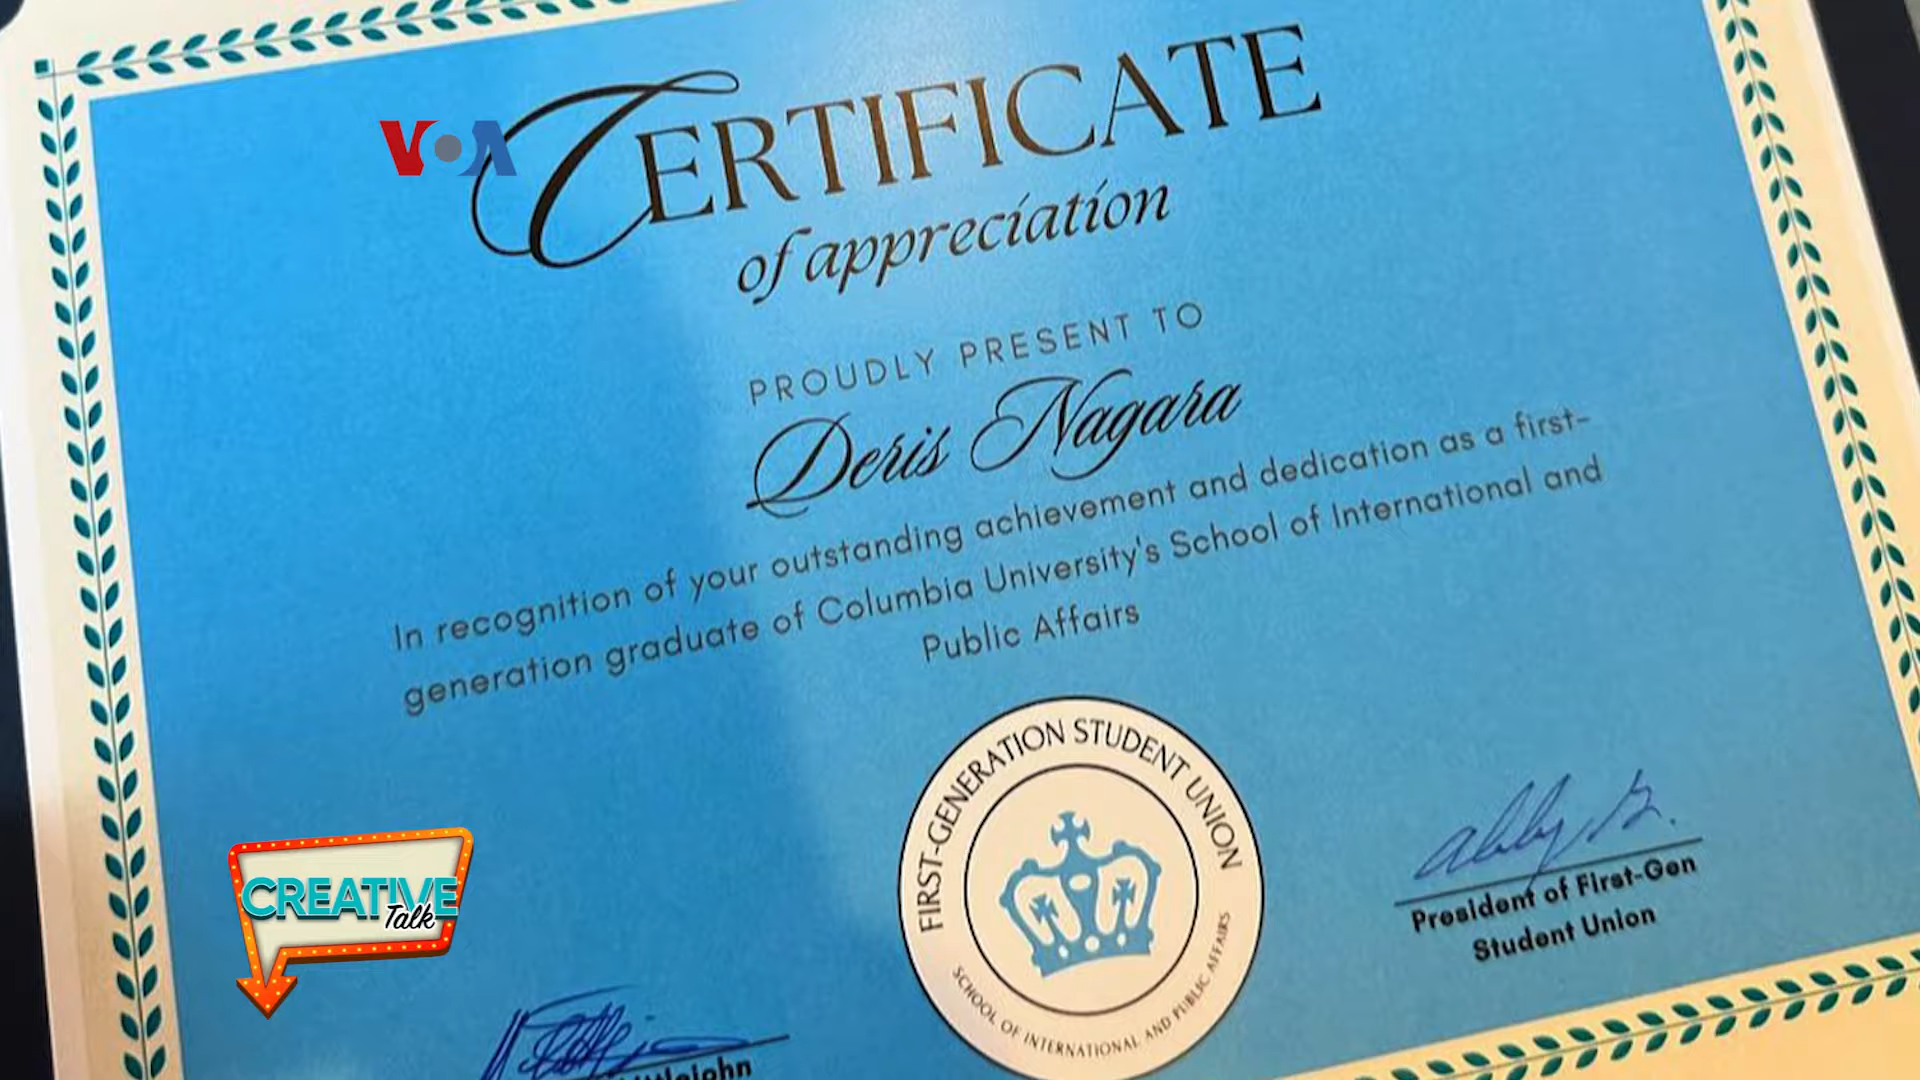 CERTIFICATE
VOA
of appreciation
PROUDLY PRESENT TO
Deris Nagara
In recognition of your outstanding achievement and dedication as a first-
generation graduate of Columbia University's School of International and
Public Affairs
FIRST-GENERATION STUDENT UNION
SCHOOL OF INTERNATIONAL AND PUBLIC AFFAIRS
President of First-Gen
Student Union
CREATIVE
Talk